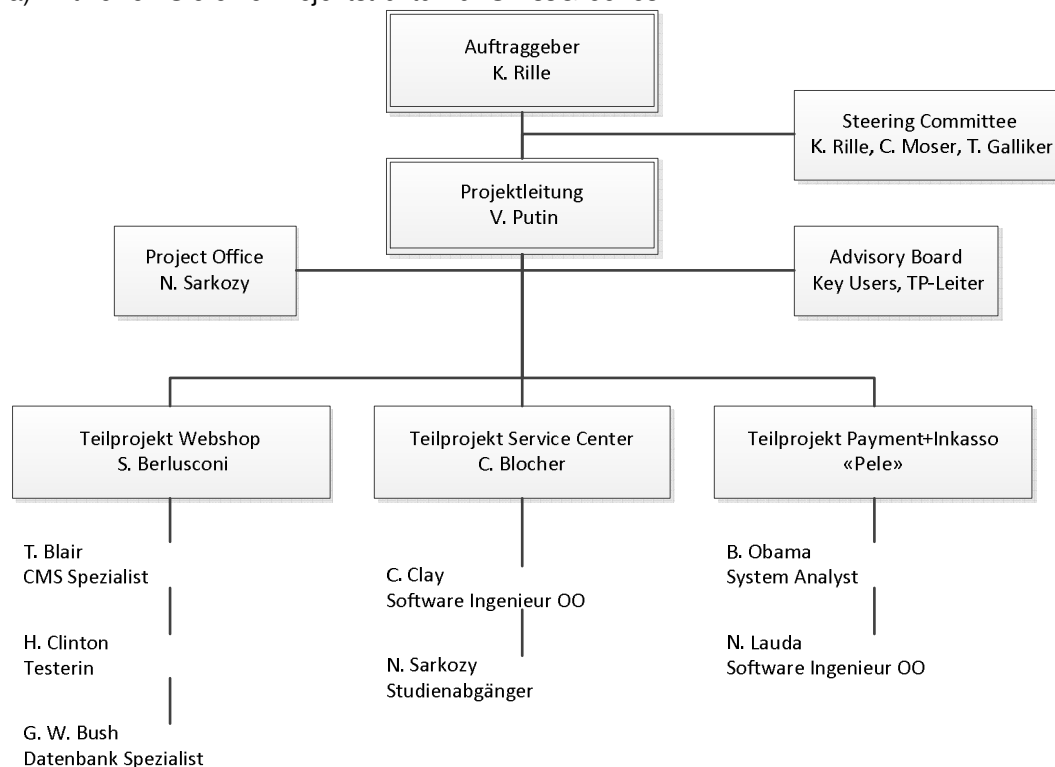 Auftraggeber
K. Rille
Steering Committee
K. Rille, C. Moser, T. Galliker
Projektleitung
V. Putin
Project Office
N. Sarkozy
Advisory Board
Key Users, TP-Leiter
Teilprojekt Webshop
S. Berlusconi
Teilprojekt Service Center
C. Blocher
Teilprojekt Payment+Inkasso
«Pele»
T. Blair
CMS Spezialist
H. Clinton
Testerin
G. W. Bush
Datenbank Spezialist
C. Clay
Software Ingenieur OO
N. Sarkozy
Studienabgänger
B. Obama
System Analyst
N. Lauda
Software Ingenieur OO